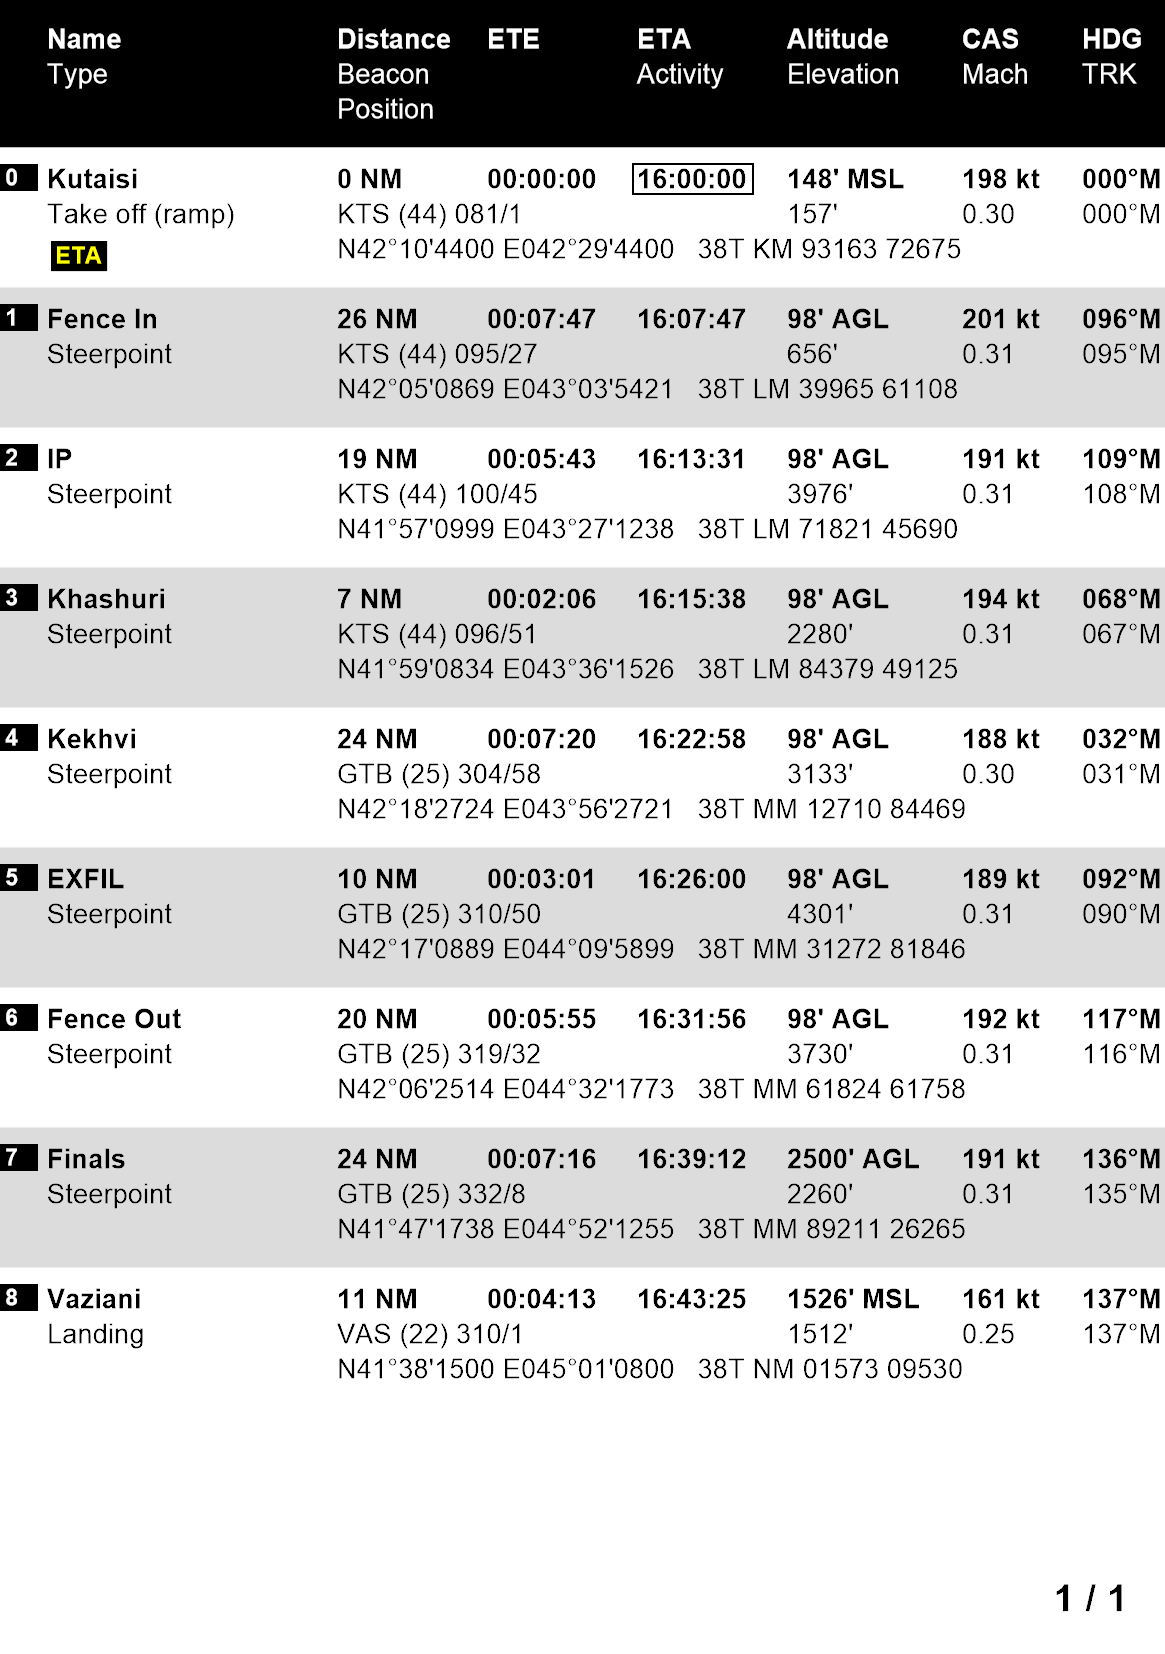 Name Distance ETE ETA Altitude CAS HDG
Type Beacon Activity Elevation Mach TRK
Position
0 Kutaisi 0 NM 00:00:00 16:00:00 148' MSL 198 kt 000°M
Take off (ramp) KTS (44) 081/1 157' 0.30 000°M
ETA N42°10'4400 E042°29'4400 38T KM 93163 72675
1 Fence In 26 NM 00:07:47 16:07:47 98' AGL 201 kt 096°M
Steerpoint KTS (44) 095/27 656' 0.31 095°M
N42°05'0869 E043°03'5421 38T LM 39965 61108
2 IP 19 NM 00:05:43 16:13:31 98' AGL 191 kt 109°M
Steerpoint KTS (44) 100/45 3976' 0.31 108°M
N41°57'0999 E043°27'1238 38T LM 71821 45690
3 Khashuri 7 NM 00:02:06 16:15:38 98' AGL 194 kt 068°M
Steerpoint KTS (44) 096/51 2280' 0.31 067°M
N41°59'0834 E043°36'1526 38T LM 84379 49125
4 Kekhvi 24 NM 00:07:20 16:22:58 98' AGL 188 kt 032°M
Steerpoint GTB (25) 304/58 3133' 0.30 031°M
N42°18'2724 E043°56'2721 38T MM 12710 84469
5 EXFIL 10 NM 00:03:01 16:26:00 98' AGL 189 kt 092°M
Steerpoint GTB (25) 310/50 4301' 0.31 090°M
N42°17'0889 E044°09'5899 38T MM 31272 81846
6 Fence Out 20 NM 00:05:55 16:31:56 98' AGL 192 kt 117°M
Steerpoint GTB (25) 319/32 3730' 0.31 116°M
N42°06'2514 E044°32'1773 38T MM 61824 61758
7 Finals 24 NM 00:07:16 16:39:12 2500' AGL 191 kt 136°M
Steerpoint GTB (25) 332/8 2260' 0.31 135°M
N41°47'1738 E044°52'1255 38T MM 89211 26265
8 Vaziani 11 NM 00:04:13 16:43:25 1526' MSL 161 kt 137°M
Landing VAS (22) 310/1 1512' 0.25 137°M
N41°38'1500 E045°01'0800 38T NM 01573 09530
1 / 1